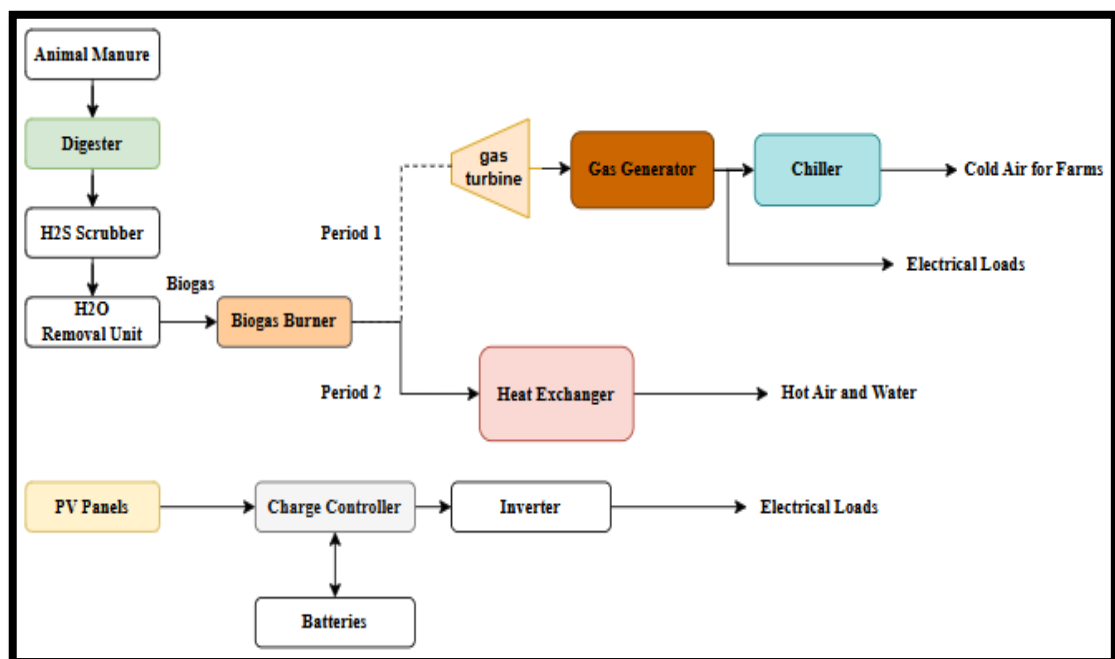 Animal Manure
Digester
H2S Scrubber
H2O
Removal Unit
Biogas
Biogas Burner
Period 1
gas
turbine
Gas Generator
Chiller
Cold Air for Farms
Electrical Loads
Period 2
Heat Exchanger
Hot Air and Water
PV Panels
Charge Controller
Inverter
Electrical Loads
Batteries